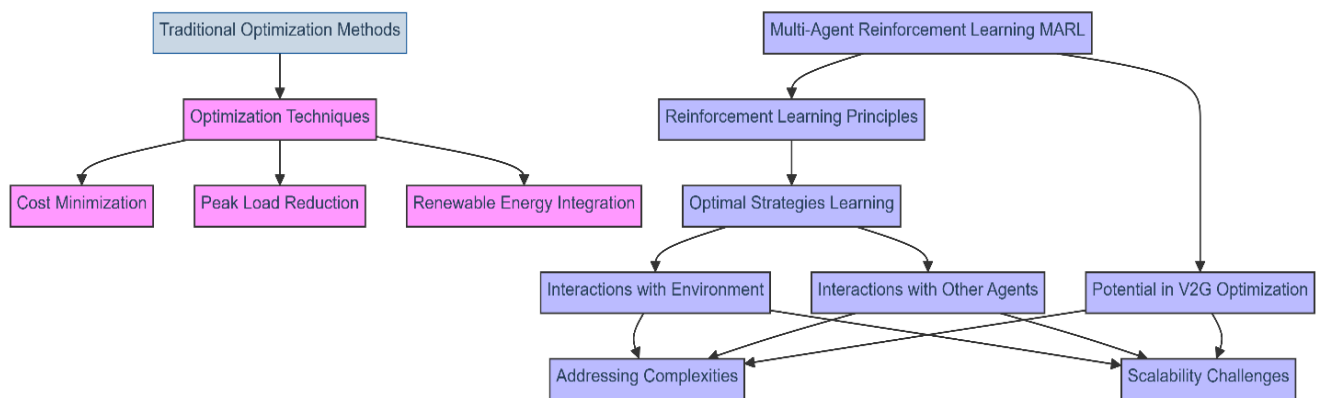 Traditional Optimization Methods
Multi-Agent Reinforcement Learning MARL
Optimization Techniques
Reinforcement Learning Principles
Cost Minimization
Peak Load Reduction
Renewable Energy Integration
Optimal Strategies Learning
Interactions with Environment
Interactions with Other Agents
Potential in V2G Optimization
Addressing Complexities
Scalability Challenges